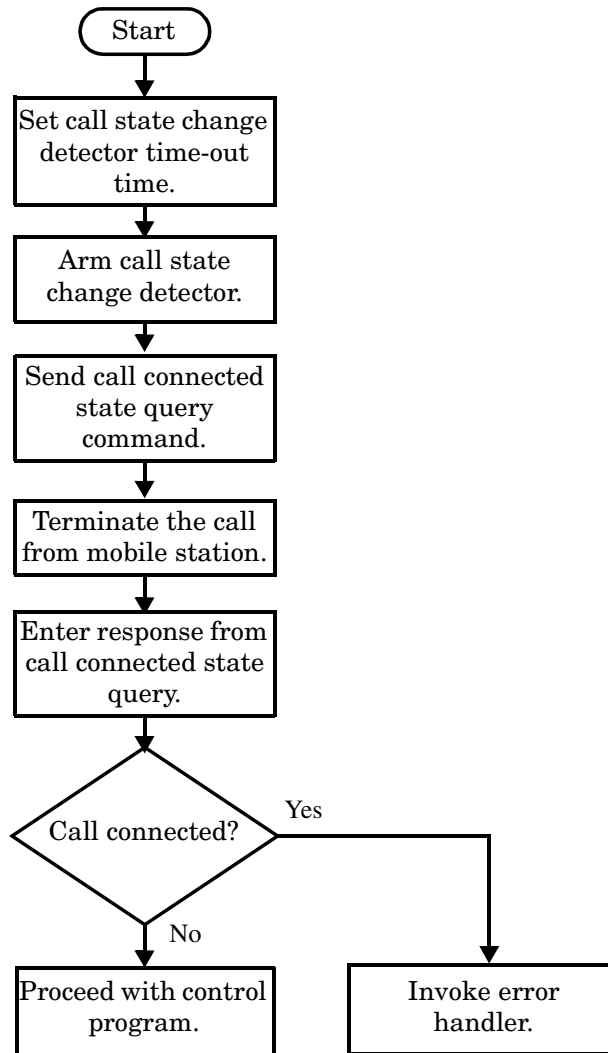 Start
Set call state change
detector time-out
time.
Arm call state
change detector.
Send call connected
state query
command.
Terminate the call
from mobile station.
Enter response from
call connected state
query.
Call connected?
Yes
No
Proceed with control
program.
Invoke error
handler.